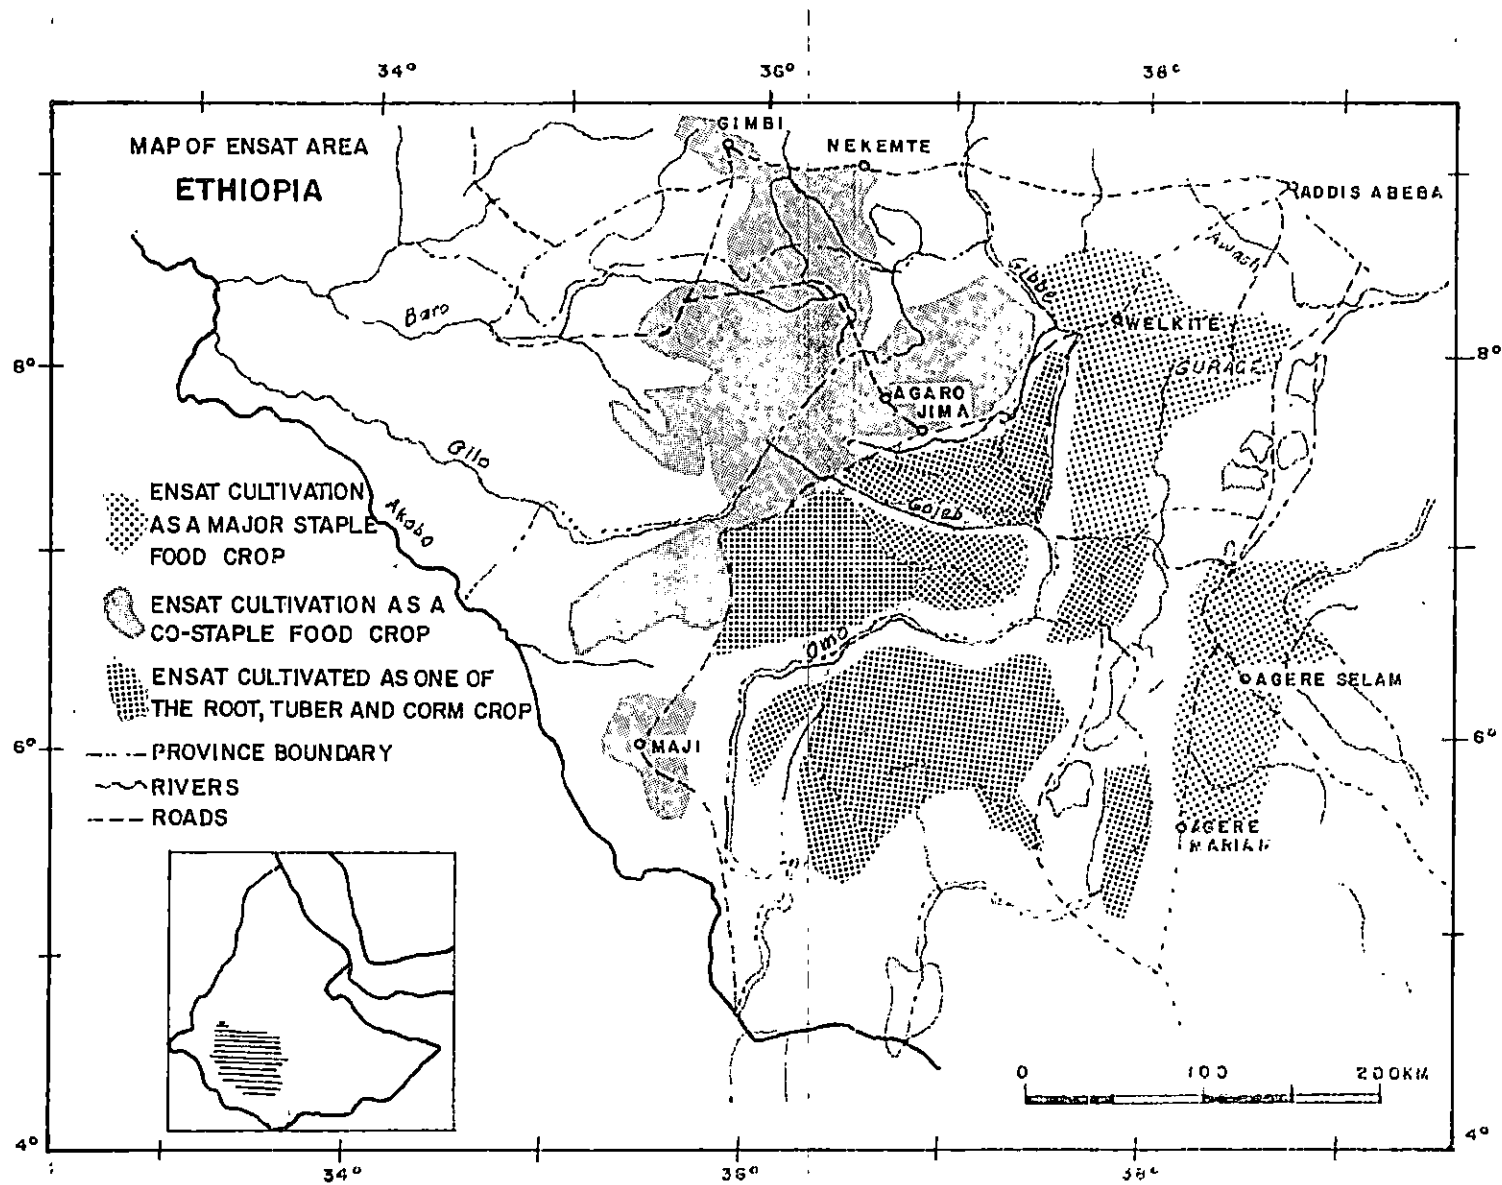 34° 36° 38°
MAP OF ENSAT AREA
ETHIOPIA
GIMBI
NEKEMTE
ADDIS ABEBA
Awash
Gibbe
Baro
WELKITE
GURAGE
8° 8°
AGARO
JIMA
Gilo
Akobo
Gojeb
ENSAT CULTIVATION
AS A MAJOR STAPLE
FOOD CROP
ENSAT CULTIVATION AS A
CO-STAPLE FOOD CROP
ENSAT CULTIVATED AS ONE OF
THE ROOT, TUBER AND CORM CROP
Omo
AGERE SELAM
MAJI
6° 6°
PROVINCE BOUNDARY
RIVERS
ROADS
AGERE
MARIAM
0 100 200KM
4° 4°
34° 36° 38°